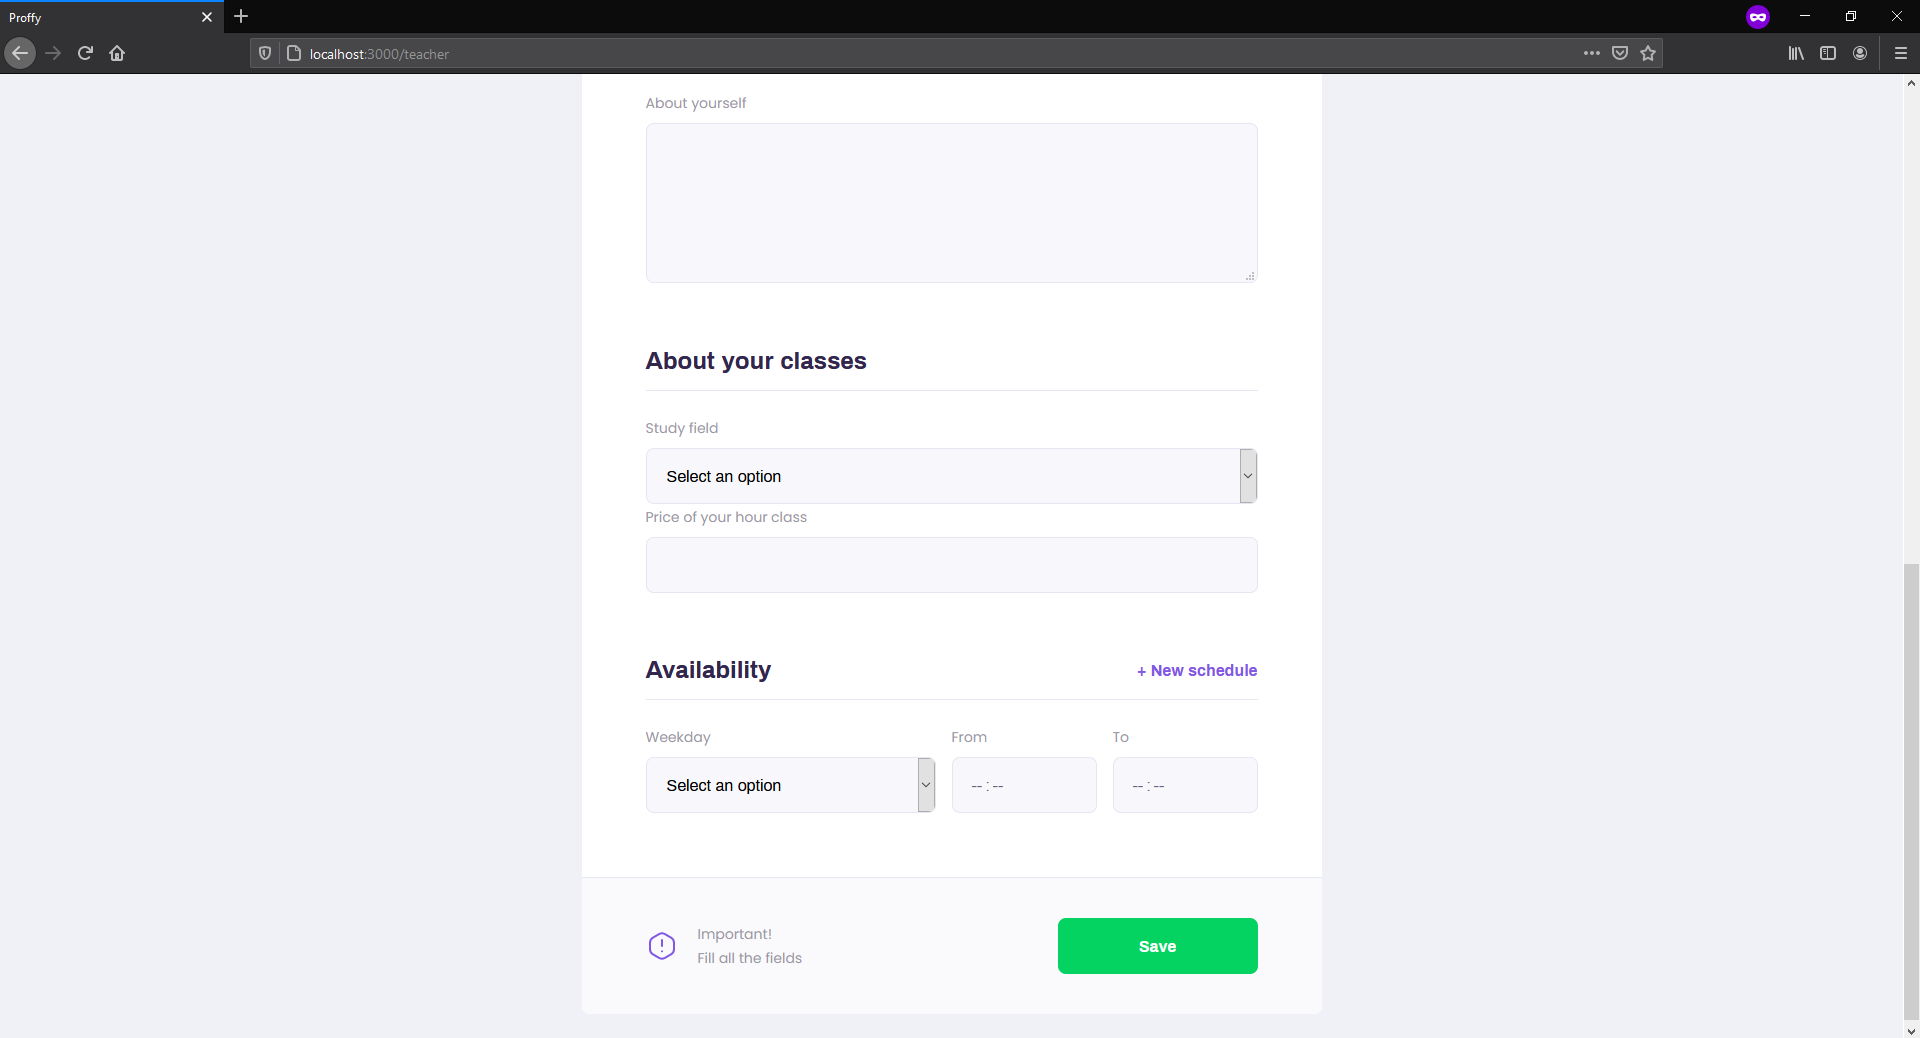 Proffy
localhost:3000/teacher
About yourself
About your classes
Study field
Select an option
Price of your hour class
Availability
+ New schedule
Weekday
From
To
Select an option
-- : --
-- : --
Important!
Fill all the fields
Save